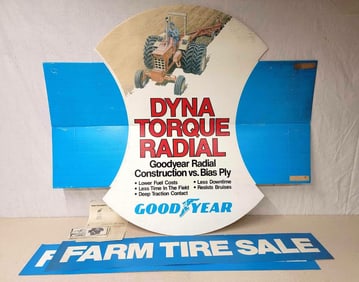 DYNA
TORQUE
RADIAL
Goodyear Radial
Construction vs. Bias Ply
• Lower Fuel Costs
• Less Time In The Field
• Deep Traction Contact
• Less Downtime
• Resists Bruises
GOODYEAR
FARM TIRE SALE
F